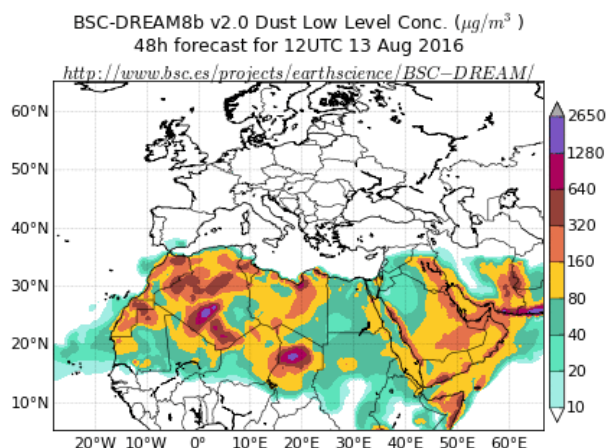 BSC-DREAM8b v2.0 Dust Low Level Conc. (μg/m³ )
48h forecast for 12UTC 13 Aug 2016
http://www.bsc.es/projects/earthscience/BSC−DREAM/
60°N
50°N
40°N
30°N
20°N
10°N
20°W 10°W 0° 10°E 20°E 30°E 40°E 50°E 60°E
2650
1280
640
320
160
80
40
20
10